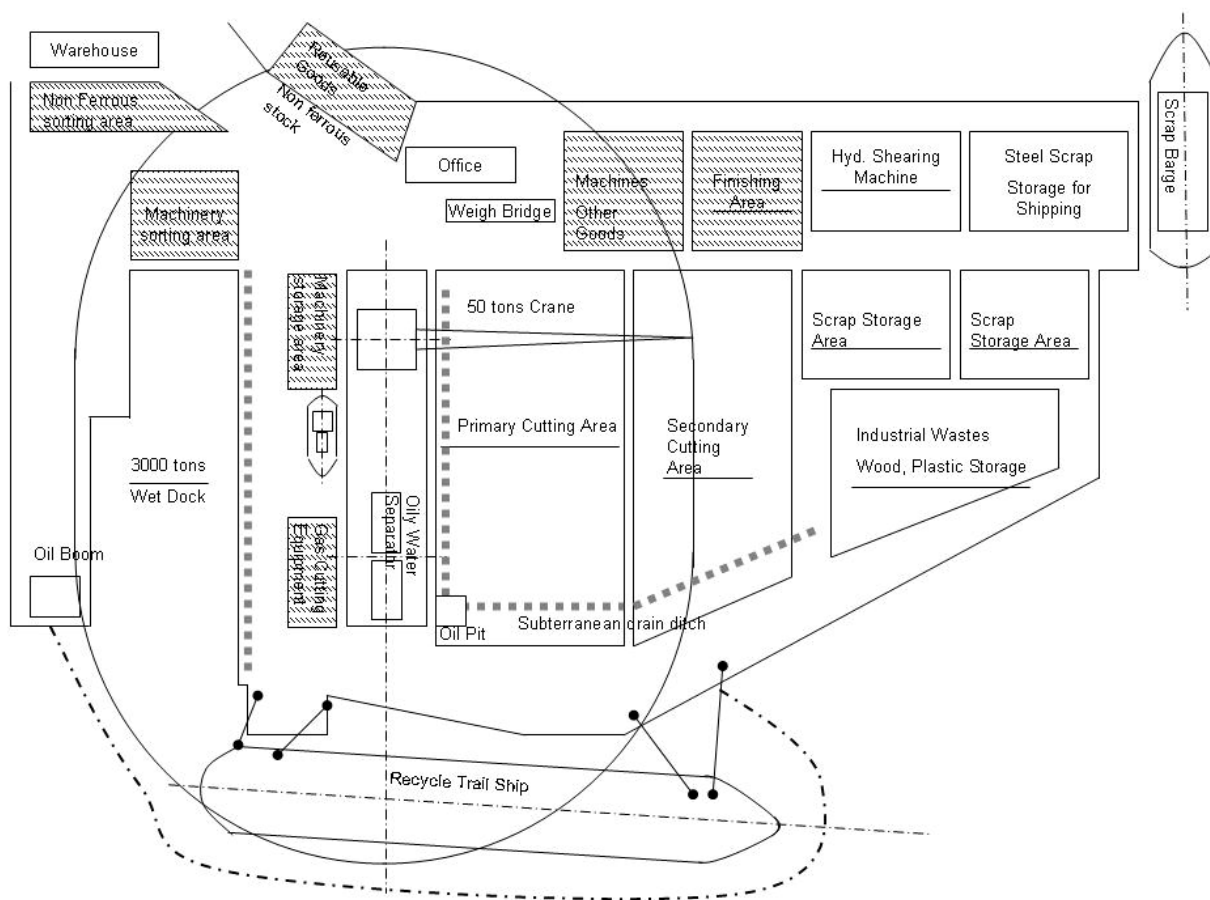 Warehouse
Non Ferrous
sorting area
Reusable
Goods
Non ferrous
stock
Office
Weigh Bridge
Machines
Other
Goods
Finishing
Area
Hyd. Shearing
Machine
Steel Scrap
Storage for
Shipping
Scrap Barge
Machinery
sorting area
Machinery
storage area
50 tons Crane
Scrap Storage
Area
Scrap
Storage Area
Primary Cutting Area
Secondary
Cutting
Area
Industrial Wastes
Wood, Plastic Storage
3000 tons
Wet Dock
Oily Water
Separator
Gas Cutting
Equipment
Oil Boom
Oil Pit
Subterranean drain ditch
Recycle Trail Ship